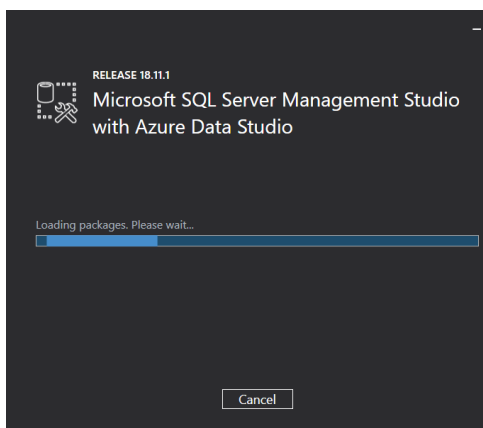 RELEASE 18.11.1
Microsoft SQL Server Management Studio
with Azure Data Studio
Loading packages. Please wait...
Cancel